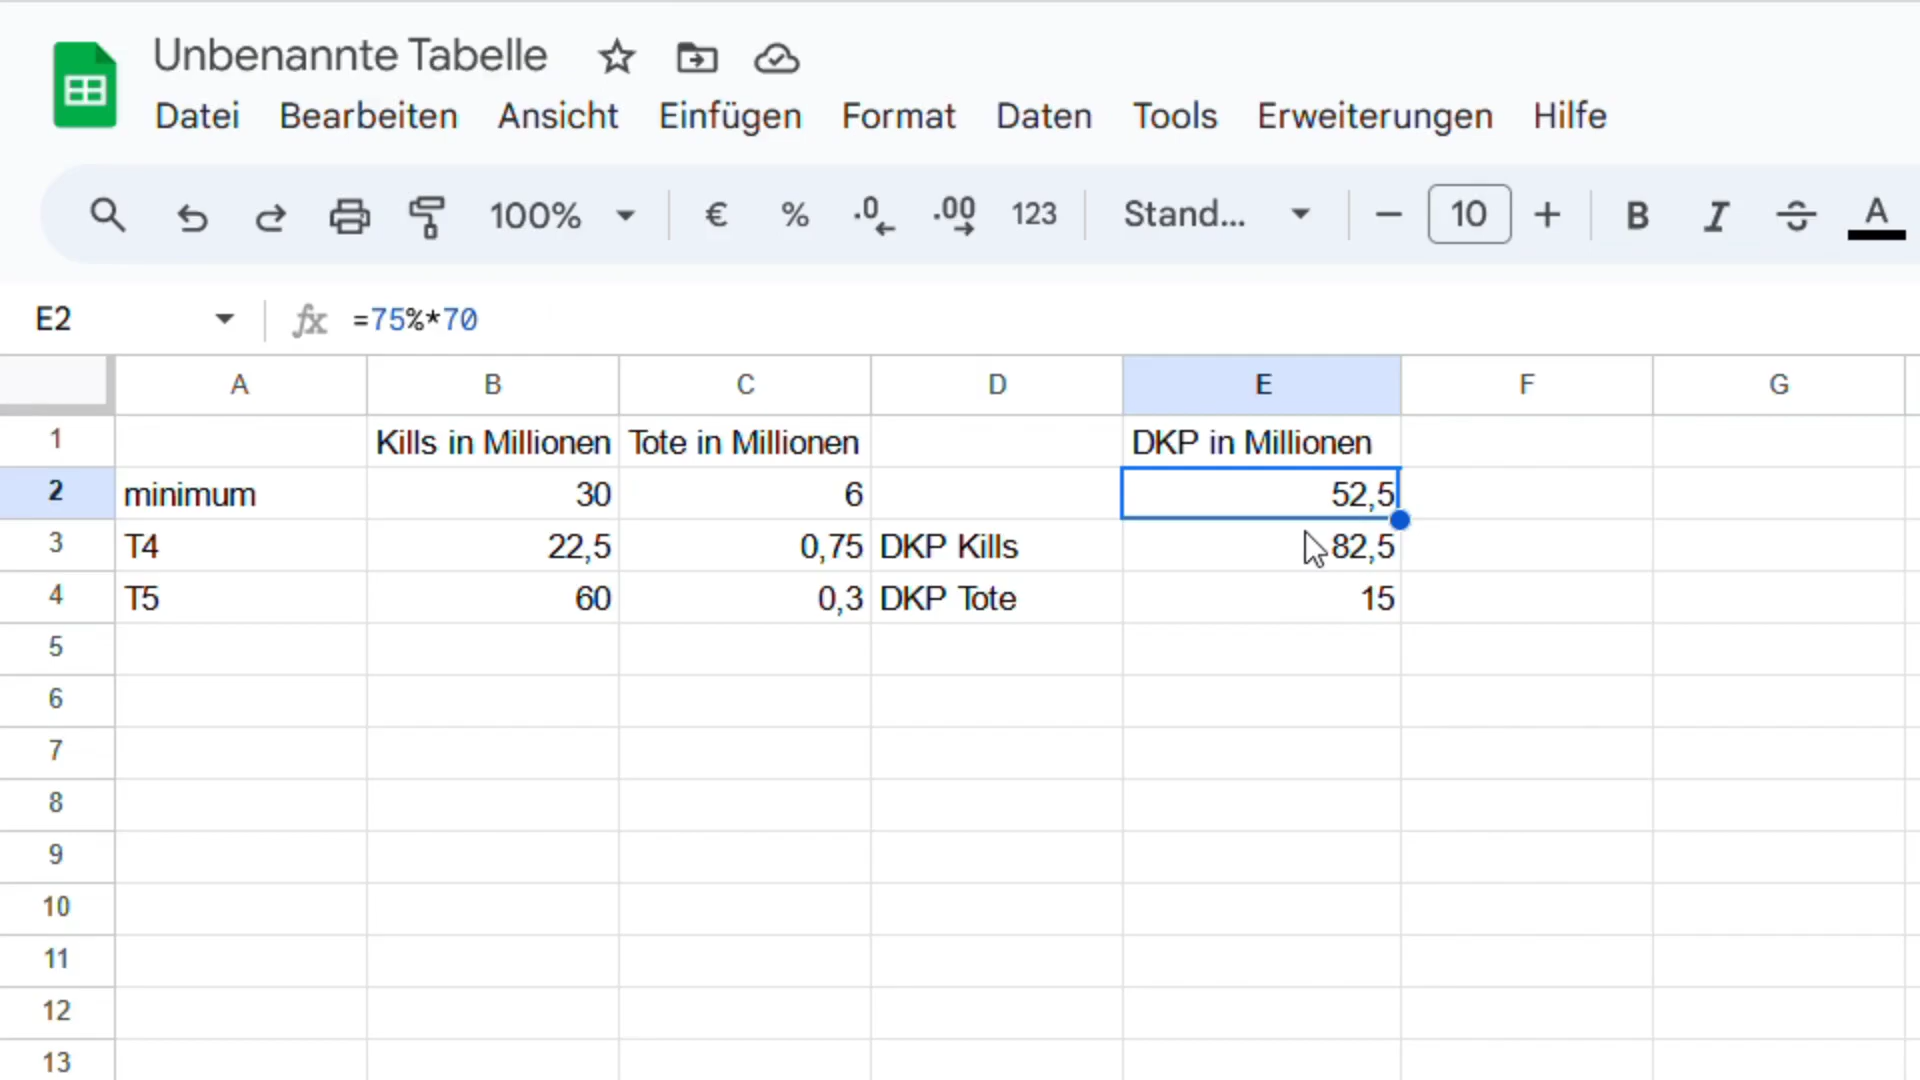 Unbenannte Tabelle
Datei Bearbeiten Ansicht Einfügen Format Daten Tools Erweiterungen Hilfe
100% € % .0 .00 123 Stand... 10 B I S A
E2 fx =75%*70
A B C D E F G
1 Kills in Millionen Tote in Millionen DKP in Millionen
2 minimum 30 6 52,5
3 T4 22,5 0,75 DKP Kills 82,5
4 T5 60 0,3 DKP Tote 15
5
6
7
8
9
10
11
12
13